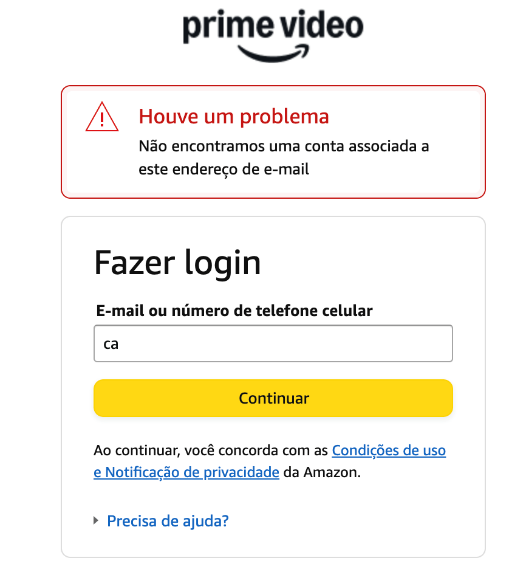 prime video
Houve um problema
Não encontramos uma conta associada a
este endereço de e-mail
Fazer login
E-mail ou número de telefone celular
ca
Continuar
Ao continuar, você concorda com as Condições de uso
e Notificação de privacidade da Amazon.
Precisa de ajuda?